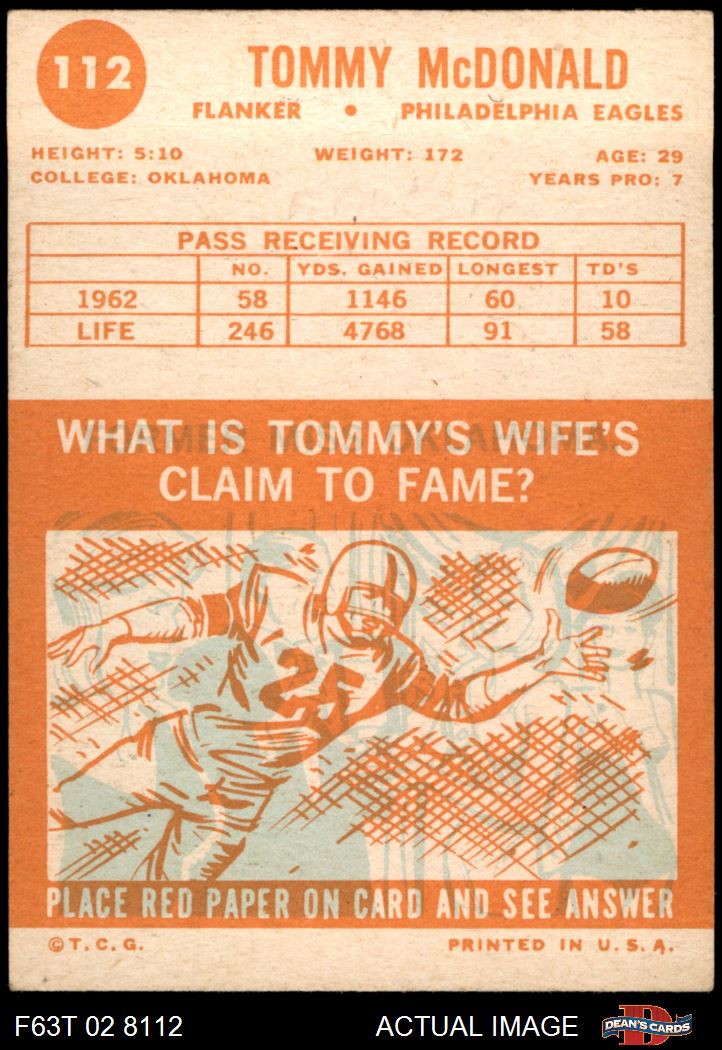 112
TOMMY McDONALD
FLANKER • PHILADELPHIA EAGLES
HEIGHT: 5:10 WEIGHT: 172 AGE: 29
COLLEGE: OKLAHOMA YEARS PRO: 7
PASS RECEIVING RECORD
NO. YDS. GAINED LONGEST TD'S
1962 58 1146 60 10
LIFE 246 4768 91 58
WHAT IS TOMMY'S WIFE'S
FORMER MISS OKLAHOMA.
CLAIM TO FAME?
25
PLACE RED PAPER ON CARD AND SEE ANSWER
©T.C.G. PRINTED IN U.S.A.
F63T 02 8112 ACTUAL IMAGE D DEAN'S CARDS